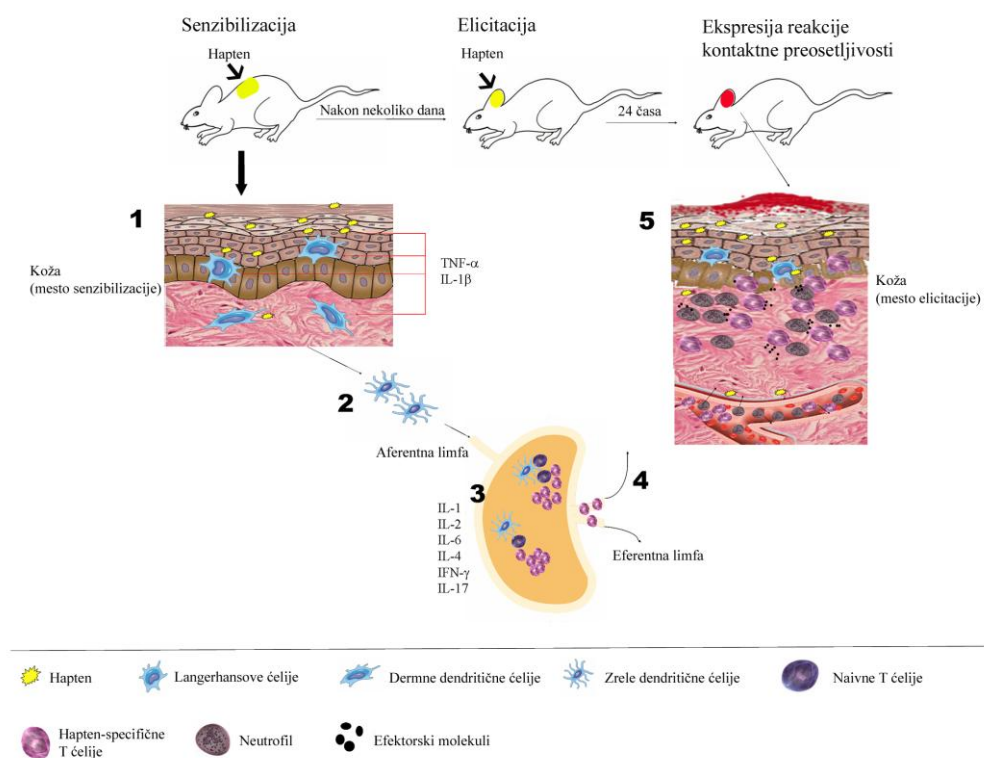 Senzibilizacija
Hapten
Nakon nekoliko dana
Elicitacija
Hapten
24 časa
Ekspresija reakcije
kontaktne preosetljivosti
1
Koža
(mesto senzibilizacije)
TNF-α
IL-1β
2
Aferentna limfa
3
IL-1
IL-2
IL-6
IL-4
IFN-γ
IL-17
4
Eferentna limfa
5
Koža
(mesto elicitacije)
Hapten
Langerhansove ćelije
Dermne dendritične ćelije
Zrele dendritične ćelije
Naivne T ćelije
Hapten-specifične
T ćelije
Neutrofil
Efektorski molekuli